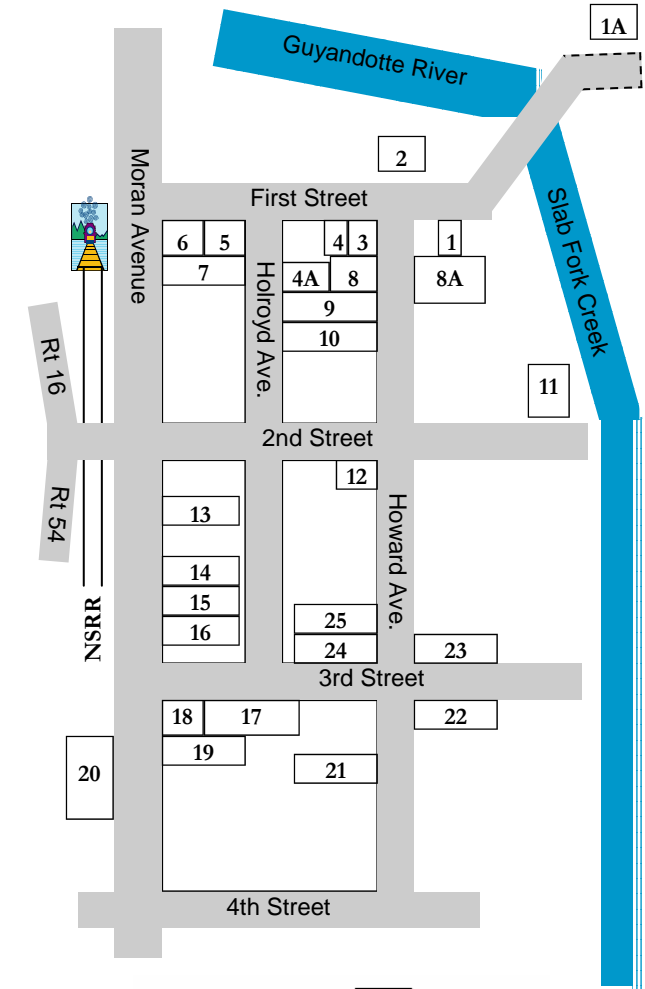 1A
Guyandotte River
2
Moran Avenue
First Street
Slab Fork Creek
6 5 4 3 1
7 4A 8 8A
Holroyd Ave.
9
10
Rt 16
11
2nd Street
12
Rt 54
13
Howard Ave.
14
15
25
16
24
23
NSRR
3rd Street
18 17 22
19
20
21
4th Street